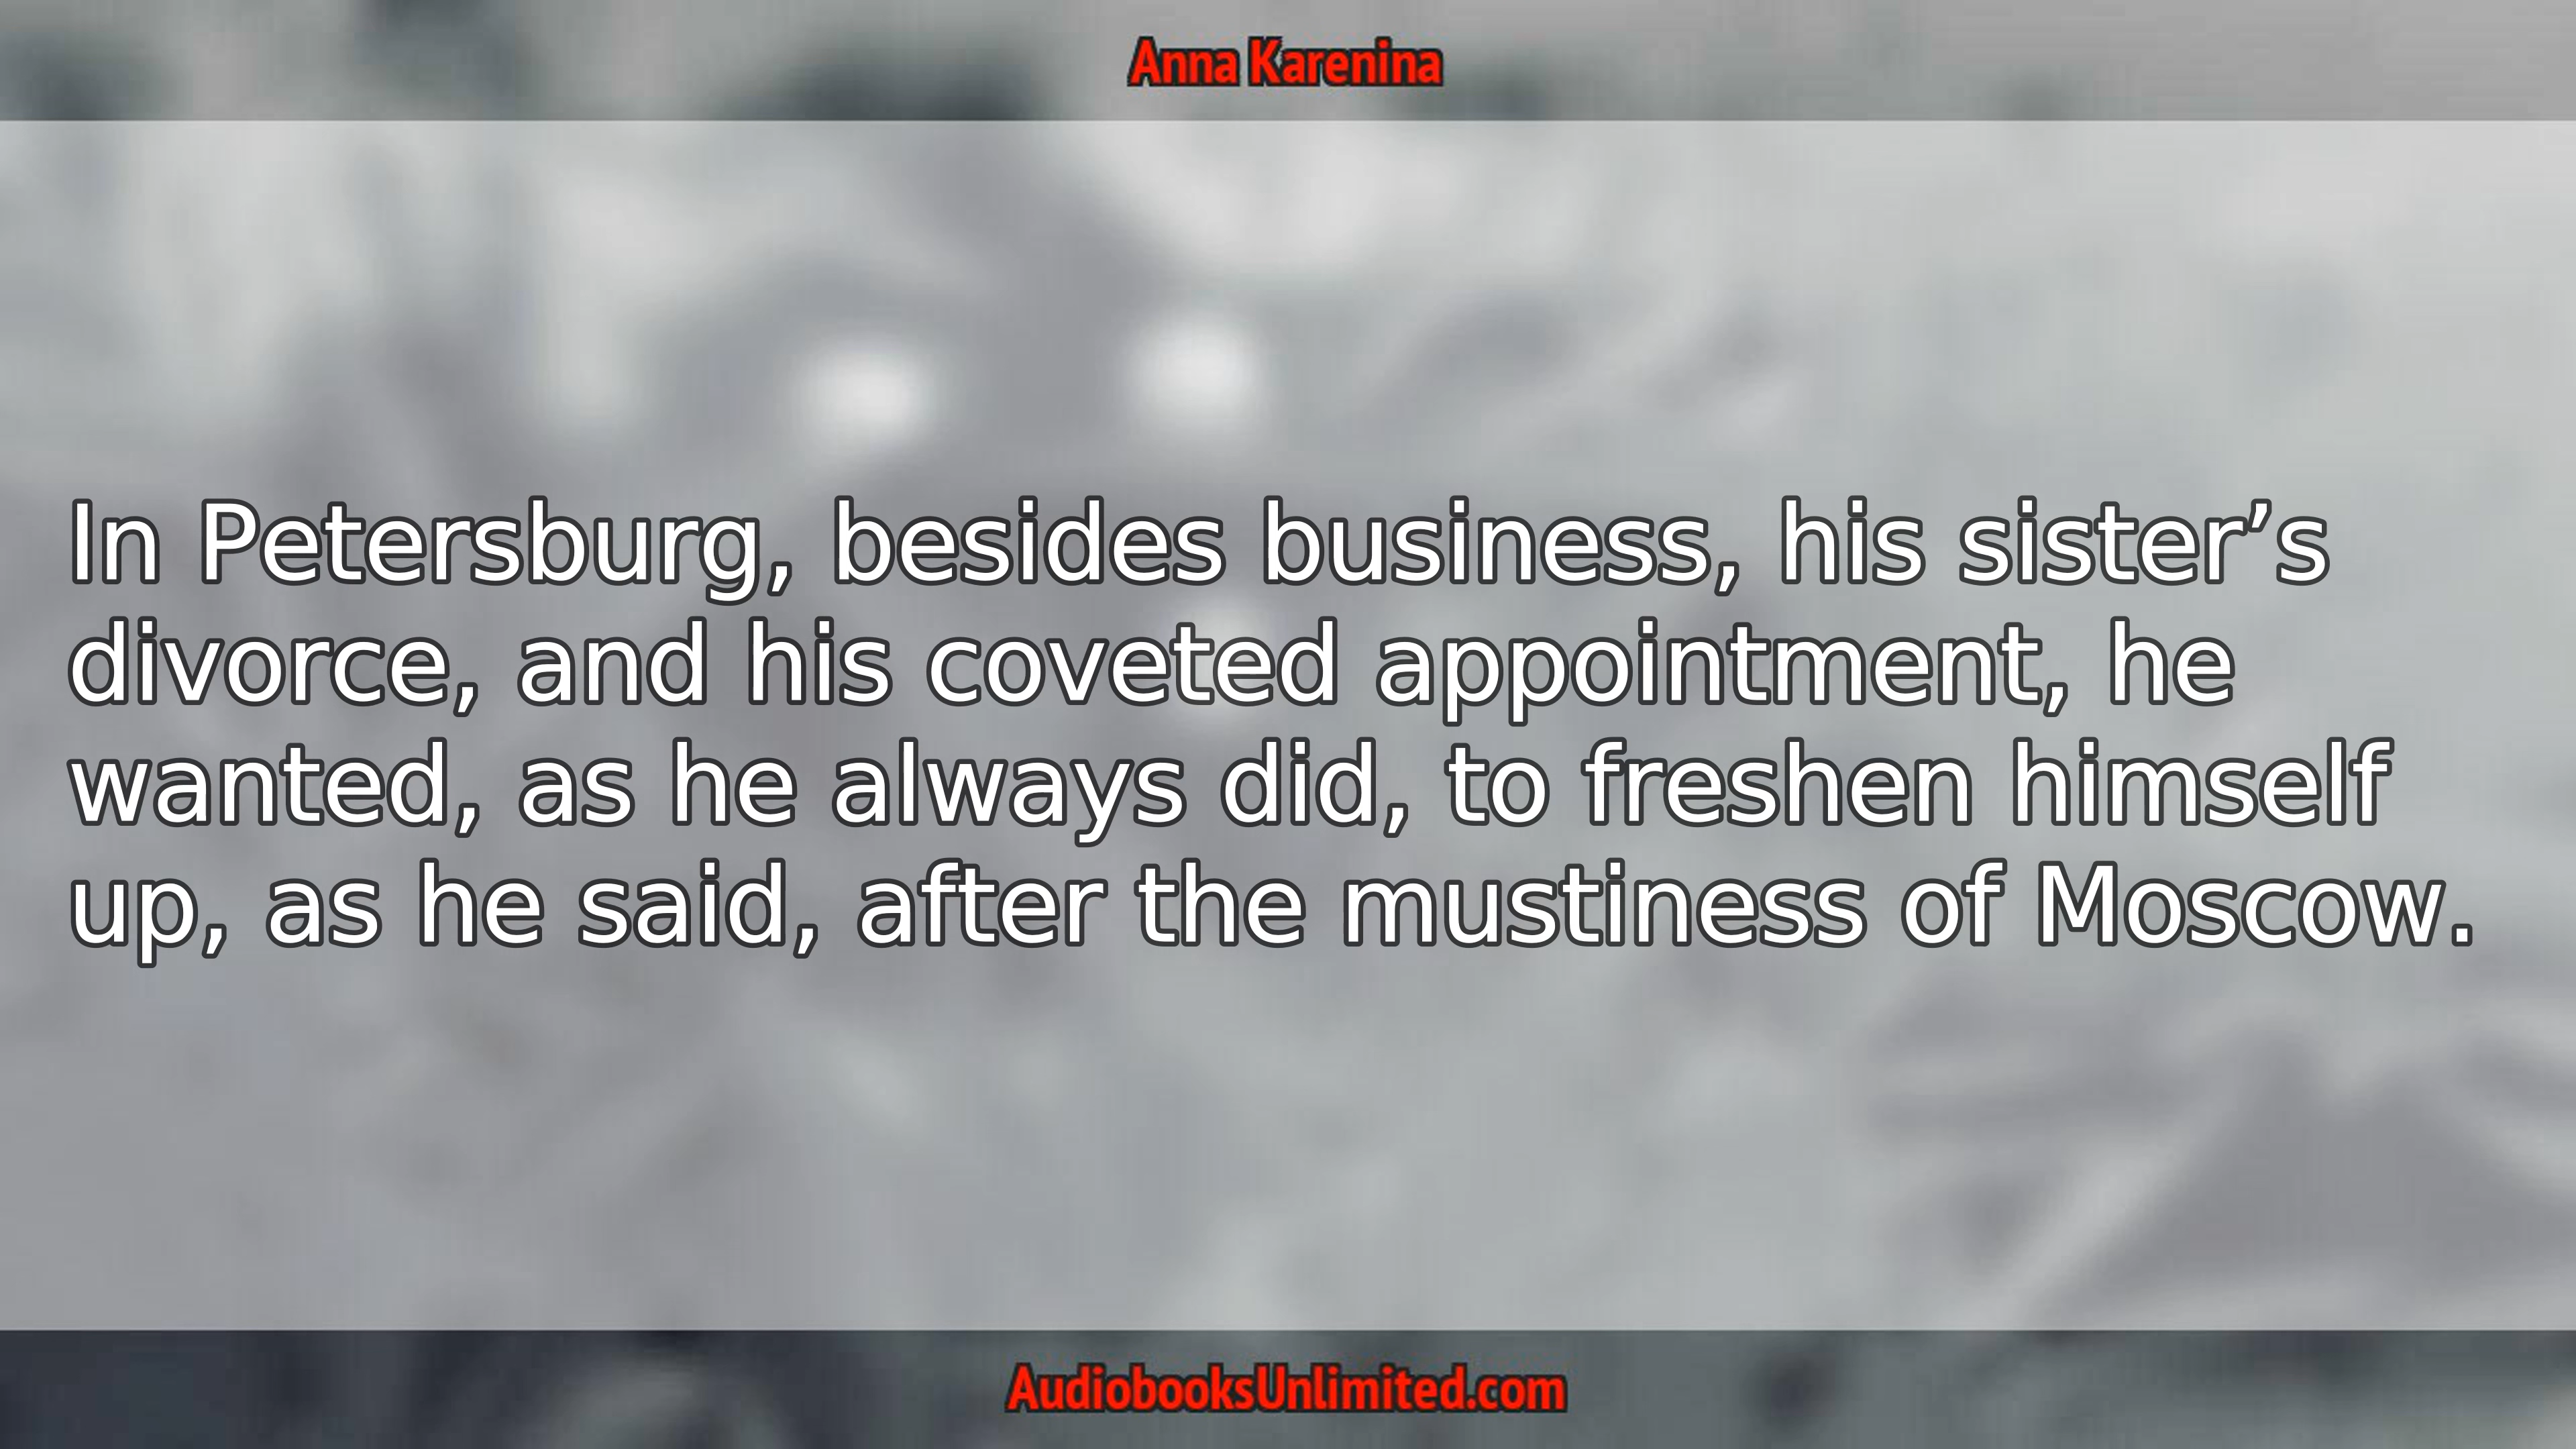 Anna Karenina
In Petersburg, besides business, his sister’s
divorce, and his coveted appointment, he
wanted, as he always did, to freshen himself
up, as he said, after the mustiness of Moscow.
AudiobooksUnlimited.com